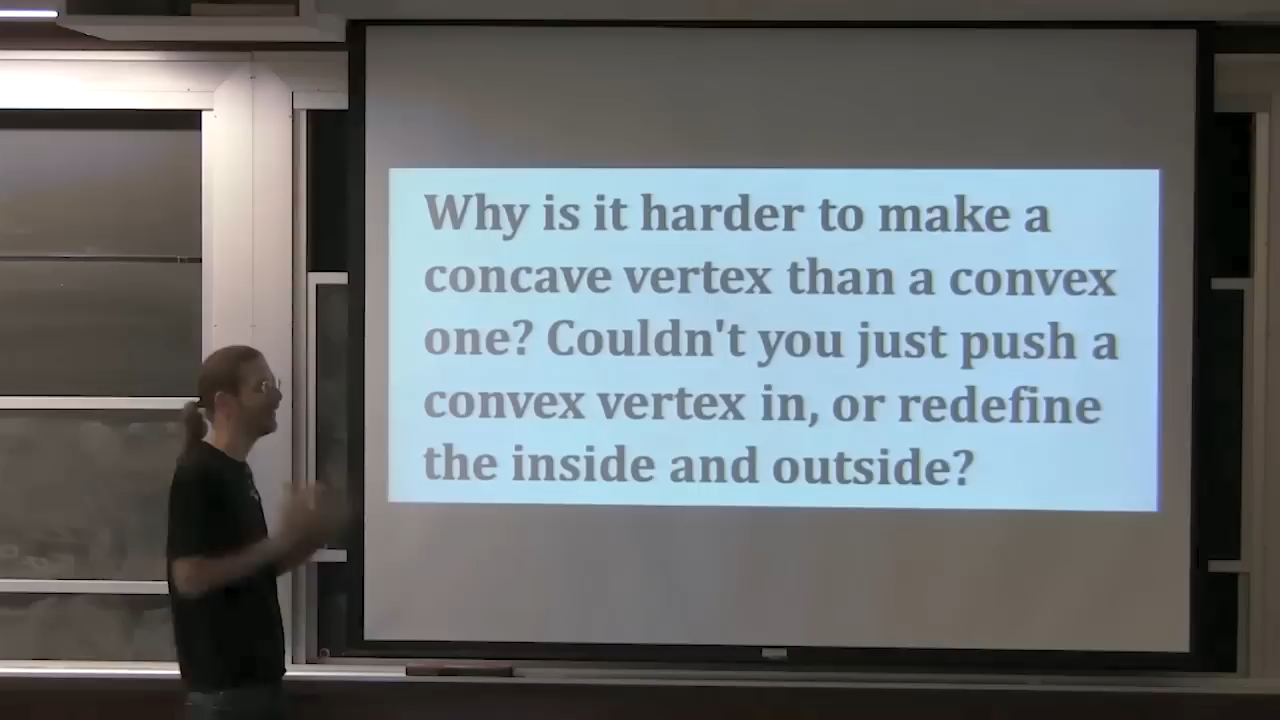 Why is it harder to make a
concave vertex than a convex
one? Couldn't you just push a
convex vertex in, or redefine
the inside and outside?